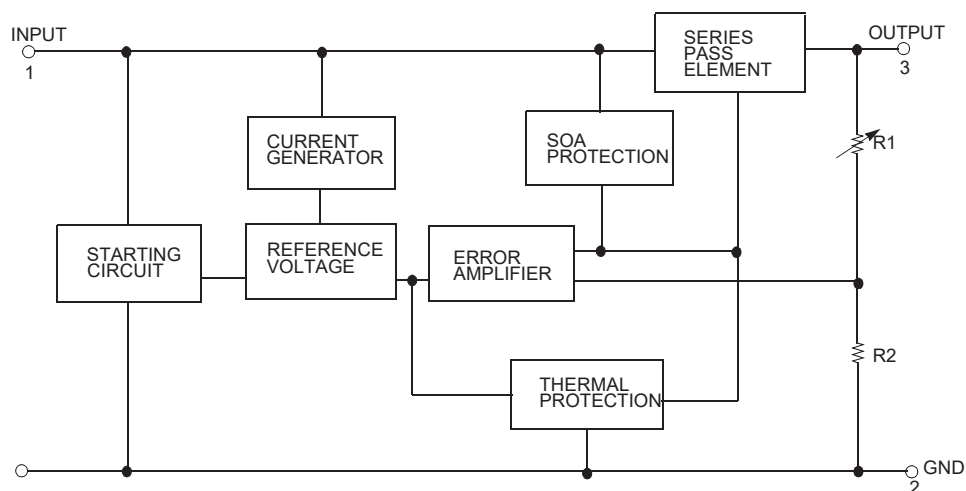 INPUT
1
SERIES
PASS
ELEMENT
OUTPUT
3
CURRENT
GENERATOR
SOA
PROTECTION
R1
STARTING
CIRCUIT
REFERENCE
VOLTAGE
ERROR
AMPLIFIER
R2
THERMAL
PROTECTION
GND
2